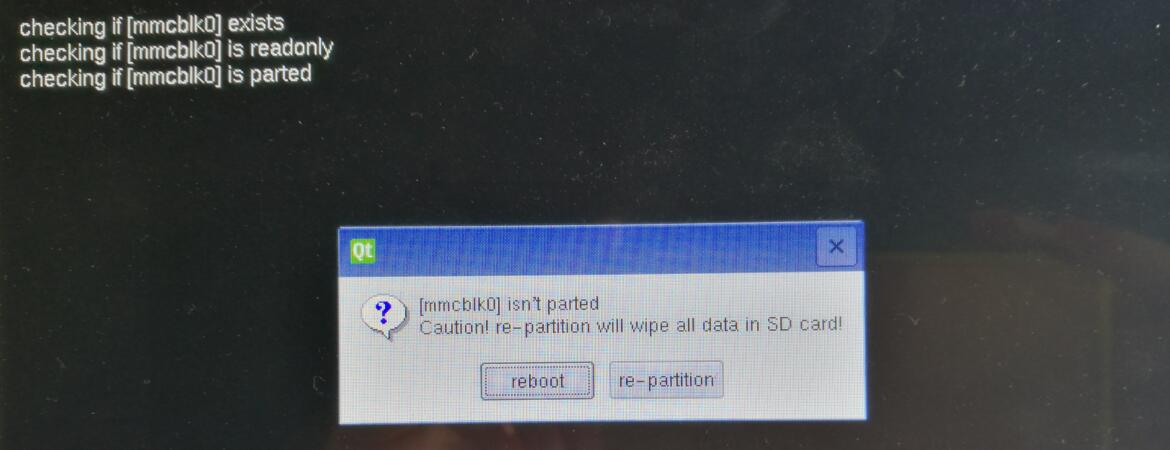 checking if [mmcblk0] exists
checking if [mmcblk0] is readonly
checking if [mmcblk0] is parted
Qt
[mmcblk0] isn't parted
Caution! re-partition will wipe all data in SD card!
reboot
re-partition